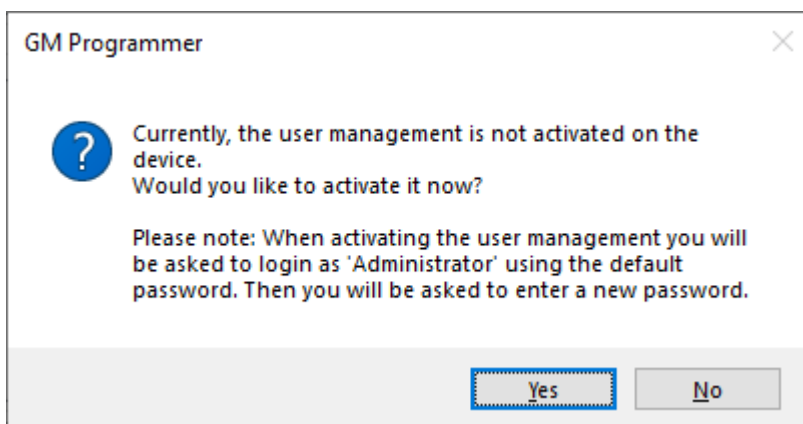 GM Programmer
?
Currently, the user management is not activated on the
device.
Would you like to activate it now?
Please note: When activating the user management you will
be asked to login as 'Administrator' using the default
password. Then you will be asked to enter a new password.
Yes
No